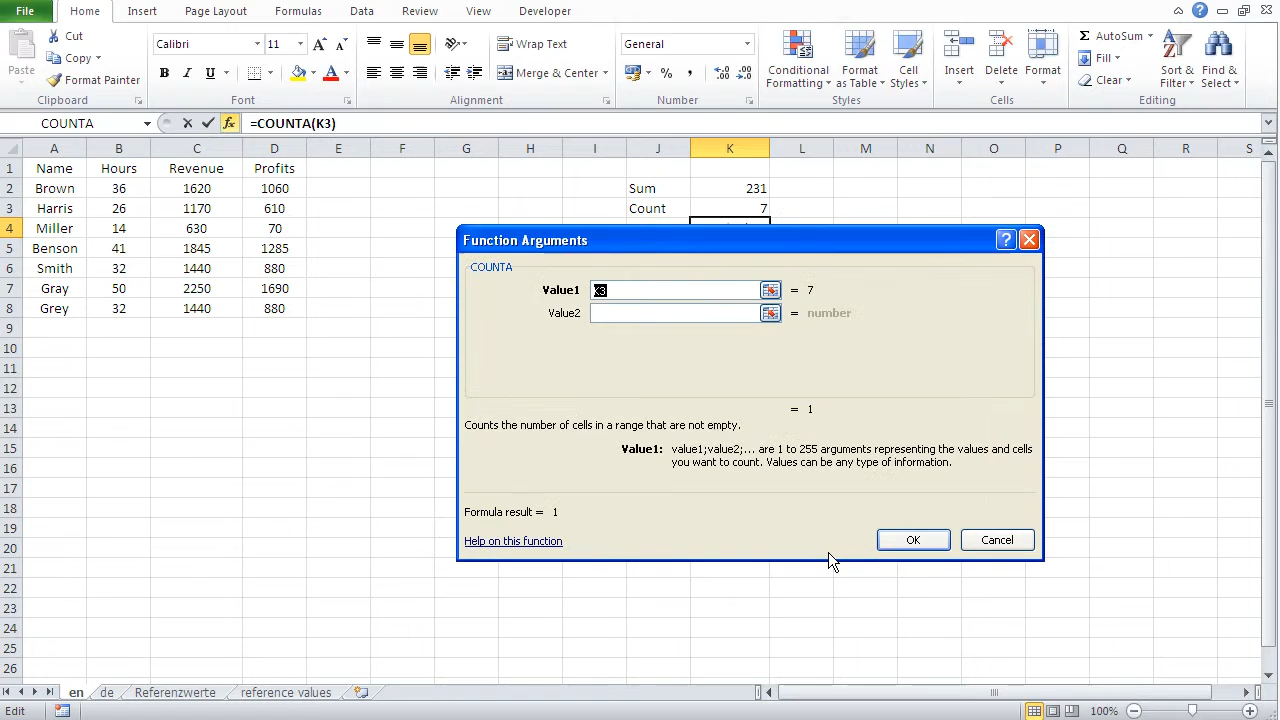 File Home Insert Page Layout Formulas Data Review View Developer
Cut
Copy
Format Painter
Paste
Clipboard
Calibri 11
B I U A
Font
Wrap Text
Merge & Center
Alignment
General
% ,
Number
Conditional Formatting
Format as Table
Cell Styles
Styles
Insert Delete Format
Cells
AutoSum
Fill
Clear
Sort & Filter
Find & Select
Editing
COUNTA fx =COUNTA(K3)
A B C D E F G H I J K L M N O P Q R S
1 Name Hours Revenue Profits
2 Brown 36 1620 1060 Sum 231
3 Harris 26 1170 610 Count 7
4 Miller 14 630 70
5 Benson 41 1845 1285
6 Smith 32 1440 880
7 Gray 50 2250 1690
8 Grey 32 1440 880
9
10
11
12
13
14
15
16
17
18
19
20
21
22
23
24
25
26
Function Arguments
COUNTA
Value1 K3 = 7
Value2 = number
= 1
Counts the number of cells in a range that are not empty.
Value1: value1;value2;... are 1 to 255 arguments representing the values and cells
you want to count. Values can be any type of information.
Formula result = 1
Help on this function
OK Cancel
en de Referenzwerte reference values
Edit 100%